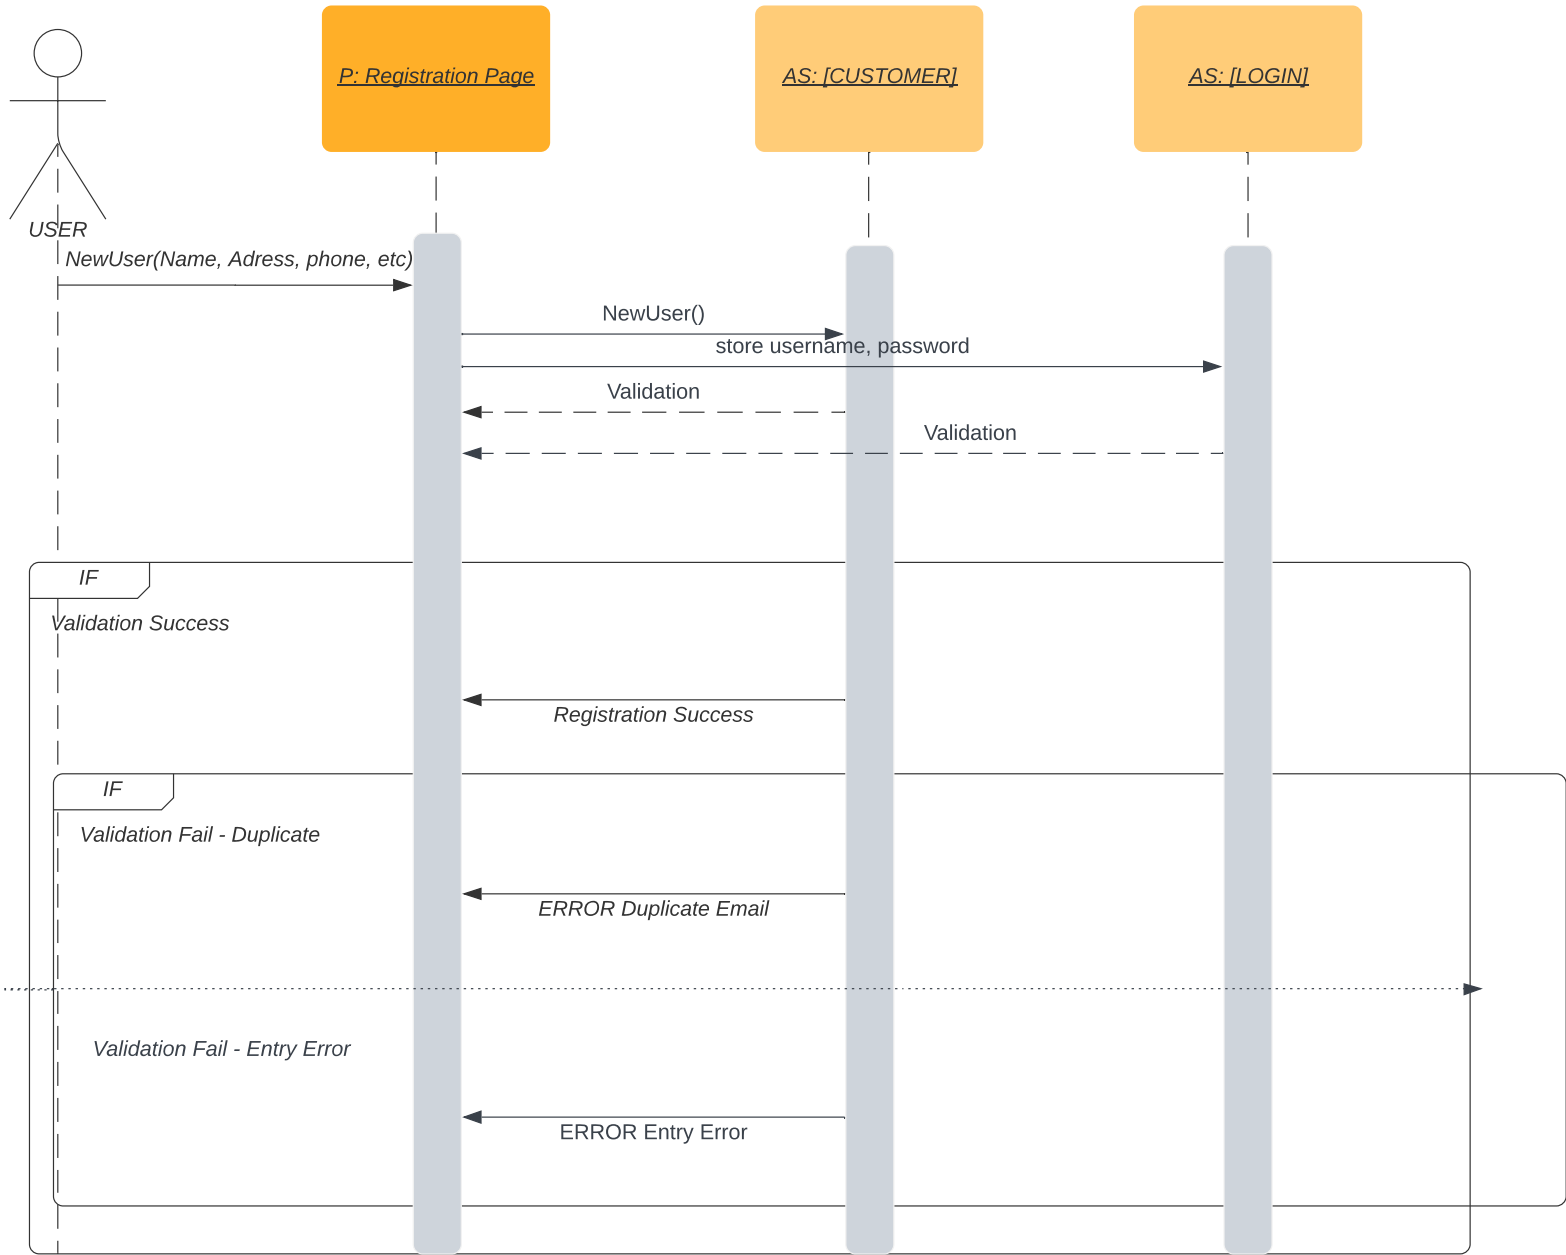 P: Registration Page
AS: [CUSTOMER]
AS: [LOGIN]
USER
NewUser(Name, Adress, phone, etc)
NewUser()
store username, password
Validation
Validation
IF
Validation Success
Registration Success
IF
Validation Fail - Duplicate
ERROR Duplicate Email
Validation Fail - Entry Error
ERROR Entry Error